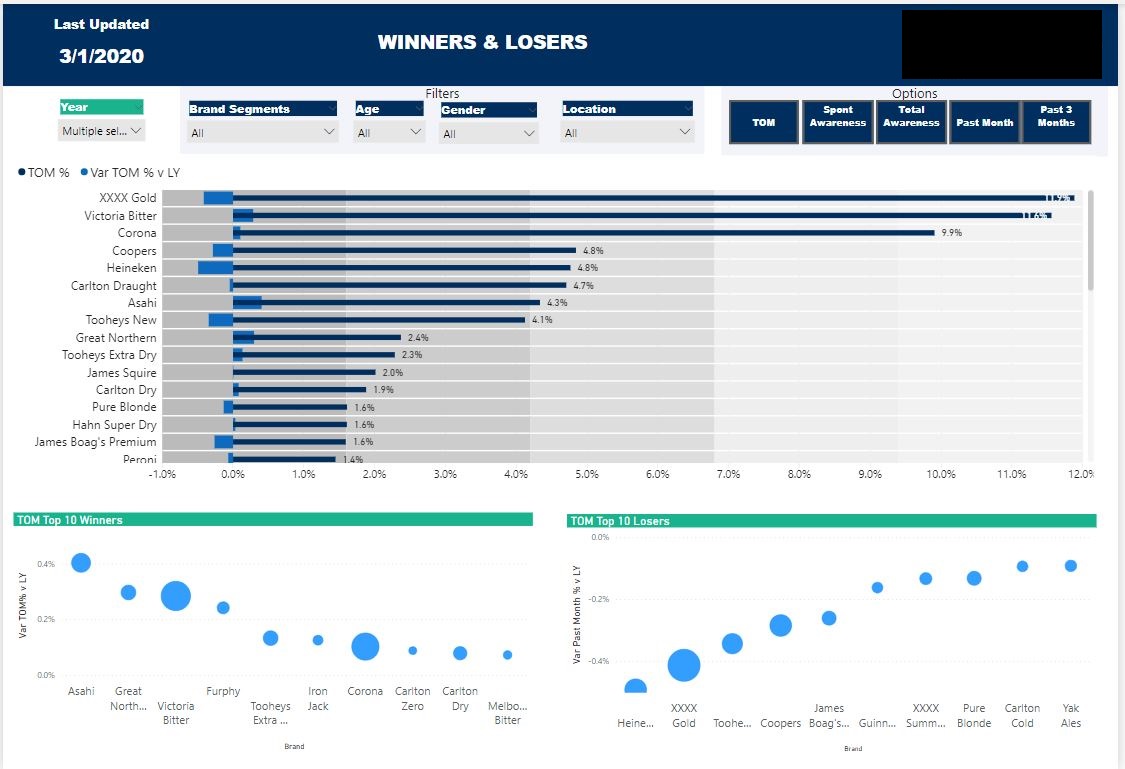 Last Updated
3/1/2020
WINNERS & LOSERS
Filters
Options
Year
Multiple sel...
Brand Segments
All
Age
All
Gender
All
Location
All
TOM
Spont
Awareness
Total
Awareness
Past Month
Past 3
Months
TOM % Var TOM % v LY
XXXX Gold 11.9%
Victoria Bitter 11.6%
Corona 9.9%
Coopers 4.8%
Heineken 4.8%
Carlton Draught 4.7%
Asahi 4.3%
Tooheys New 4.1%
Great Northern 2.4%
Tooheys Extra Dry 2.3%
James Squire 2.0%
Carlton Dry 1.9%
Pure Blonde 1.6%
Hahn Super Dry 1.6%
James Boag's Premium 1.6%
Peroni 1.4%
-1.0% 0.0% 1.0% 2.0% 3.0% 4.0% 5.0% 6.0% 7.0% 8.0% 9.0% 10.0% 11.0% 12.0%
TOM Top 10 Winners
Var TOM% v LY
0.4%
0.2%
0.0%
Asahi
Great
North...
Victoria
Bitter
Furphy
Tooheys
Extra ...
Iron
Jack
Corona
Carlton
Zero
Carlton
Dry
Melbo...
Bitter
Brand
TOM Top 10 Losers
Var Past Month % v LY
0.0%
-0.2%
-0.4%
Heine...
XXXX
Gold
Toohe...
Coopers
James
Boag's...
Guinn...
XXXX
Summ...
Pure
Blonde
Carlton
Cold
Yak
Ales
Brand